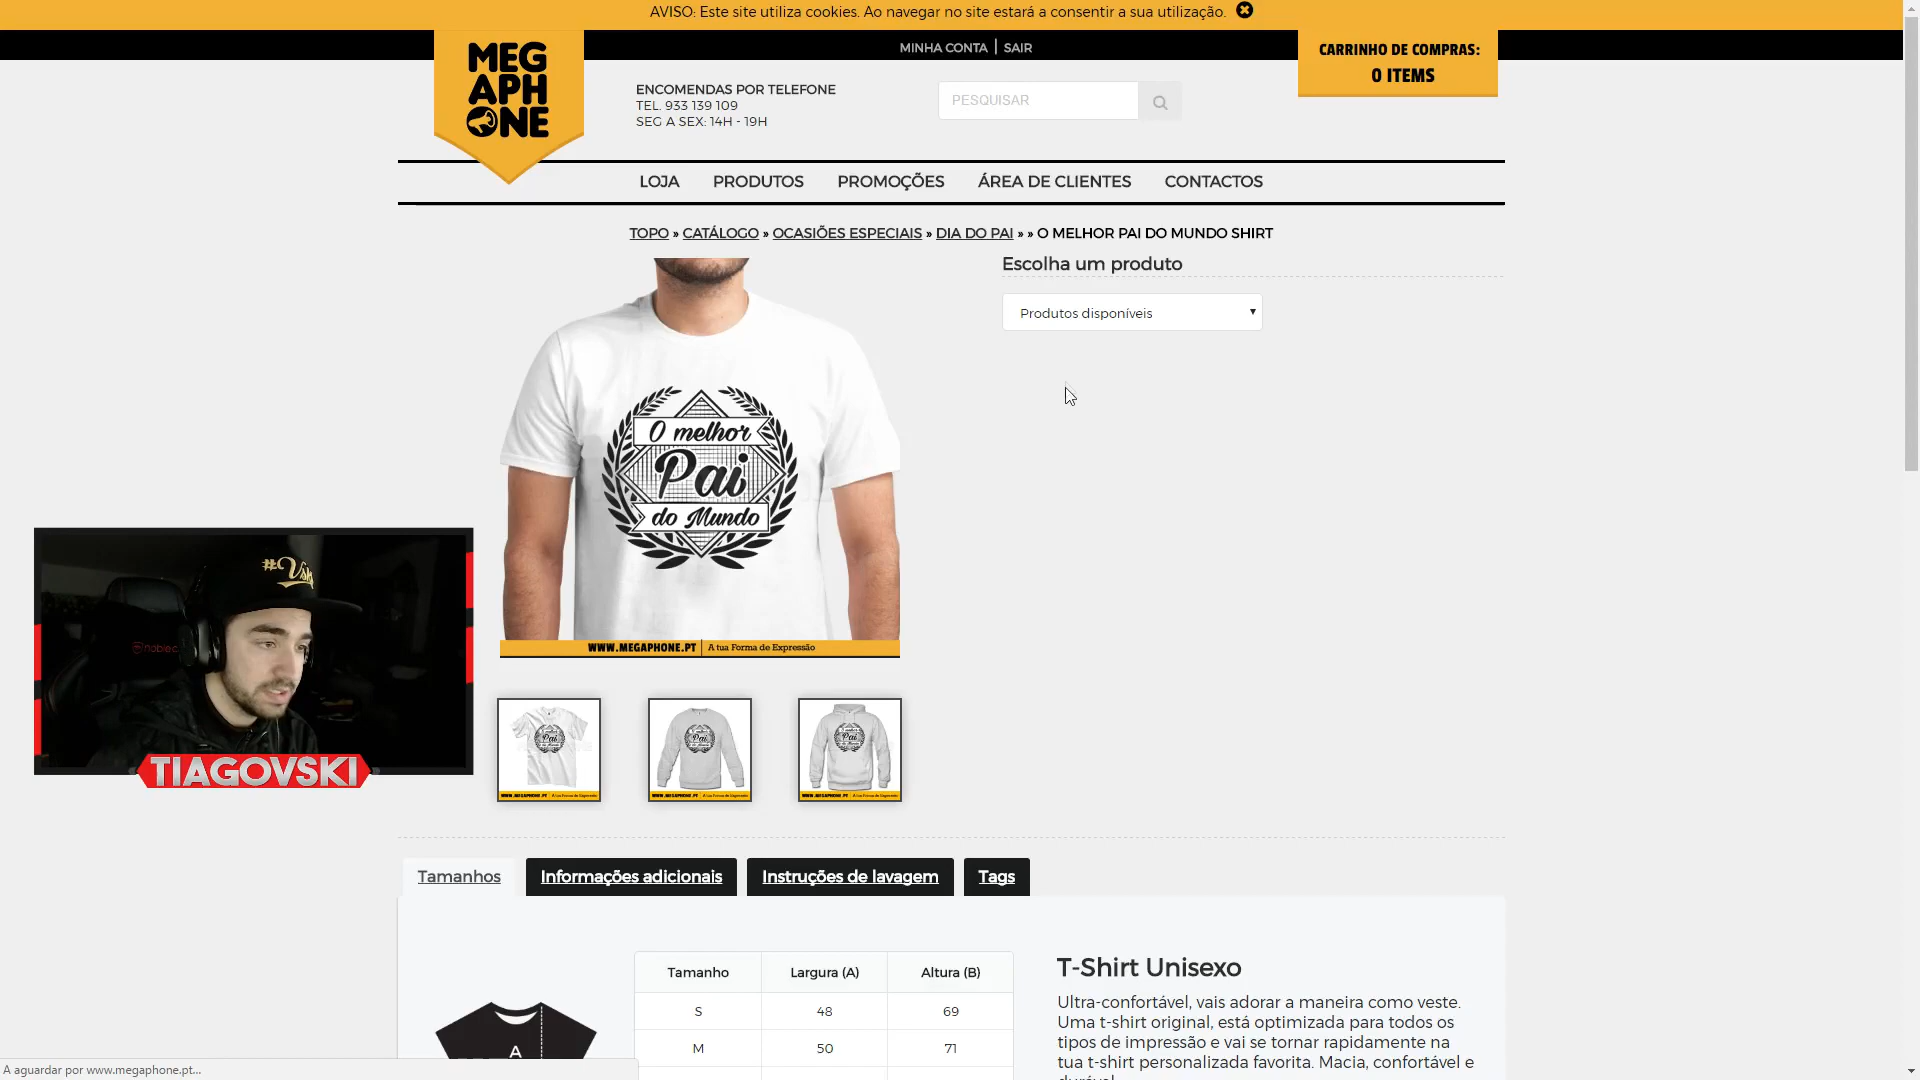 AVISO: Este site utiliza cookies. Ao navegar no site estará a consentir a sua utilização.
MINHA CONTA | SAIR
MEG
APH
ONE
ENCOMENDAS POR TELEFONE
TEL. 933 139 109
SEG A SEX: 14H - 19H
PESQUISAR
CARRINHO DE COMPRAS:
0 ITEMS
LOJA PRODUTOS PROMOÇÕES ÁREA DE CLIENTES CONTACTOS
TOPO » CATÁLOGO » OCASIÕES ESPECIAIS » DIA DO PAI » » O MELHOR PAI DO MUNDO SHIRT
Escolha um produto
Produtos disponíveis
O melhor
Pai
do Mundo
WWW.MEGAPHONE.PT | A tua Forma de Expressão
noblec
TIAGOVSKI
Tamanhos Informações adicionais Instruções de lavagem Tags
Tamanho Largura (A) Altura (B)
S 48 69
M 50 71
A
T-Shirt Unisexo
Ultra-confortável, vais adorar a maneira como veste.
Uma t-shirt original, está optimizada para todos os
tipos de impressão e vai se tornar rapidamente na
tua t-shirt personalizada favorita. Macia, confortável e
A aguardar por www.megaphone.pt...